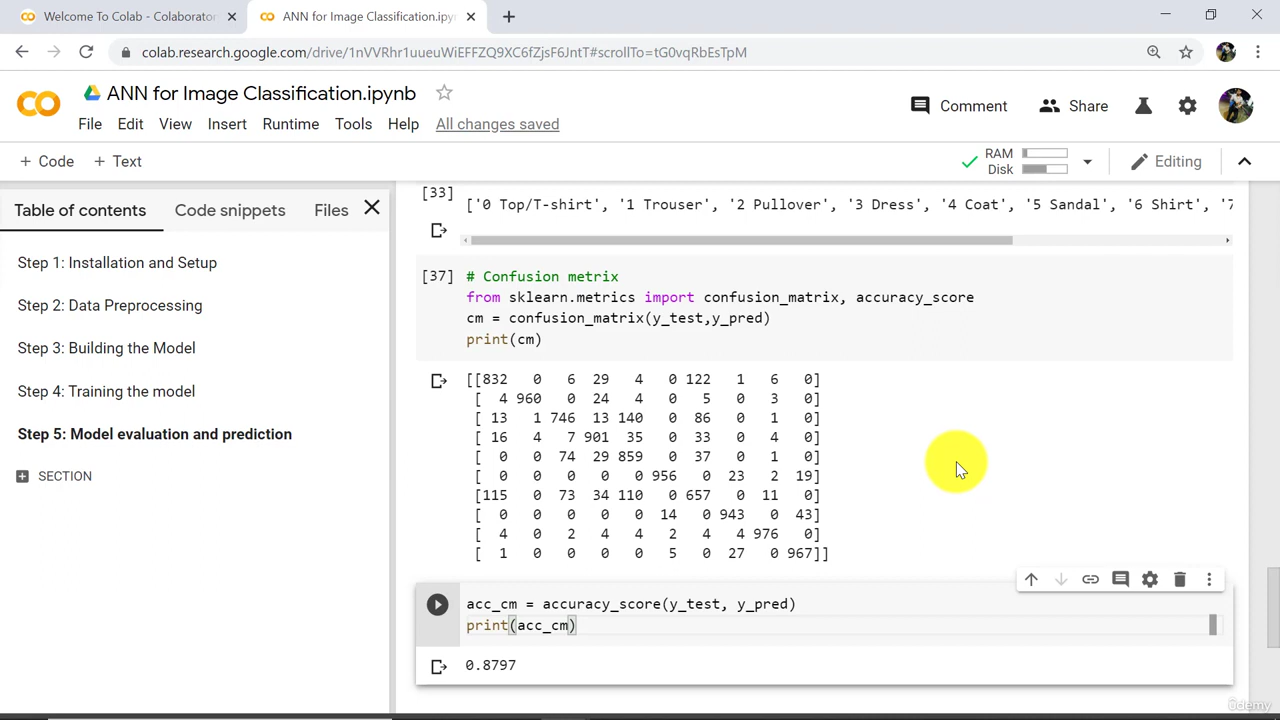 Welcome To Colab - Colaborator
ANN for Image Classification.ipyn
colab.research.google.com/drive/1nVVRhr1uueuWiEFFZQ9XC6fZjsF6JntT#scrollTo=tG0vqRbEsTpM
ANN for Image Classification.ipynb
Comment
Share
File Edit View Insert Runtime Tools Help All changes saved
+ Code + Text
RAM
Disk
Editing
Table of contents Code snippets Files
Step 1: Installation and Setup
Step 2: Data Preprocessing
Step 3: Building the Model
Step 4: Training the model
Step 5: Model evaluation and prediction
SECTION
[33]
['0 Top/T-shirt', '1 Trouser', '2 Pullover', '3 Dress', '4 Coat', '5 Sandal', '6 Shirt', '7
[37] # Confusion metrix
from sklearn.metrics import confusion_matrix, accuracy_score
cm = confusion_matrix(y_test,y_pred)
print(cm)
[[832 0 6 29 4 0 122 1 6 0]
[ 4 960 0 24 4 0 5 0 3 0]
[ 13 1 746 13 140 0 86 0 1 0]
[ 16 4 7 901 35 0 33 0 4 0]
[ 0 0 74 29 859 0 37 0 1 0]
[ 0 0 0 0 0 956 0 23 2 19]
[115 0 73 34 110 0 657 0 11 0]
[ 0 0 0 0 0 14 0 943 0 43]
[ 4 0 2 4 4 2 4 4 976 0]
[ 1 0 0 0 0 5 0 27 0 967]]
acc_cm = accuracy_score(y_test, y_pred)
print(acc_cm)
0.8797
ûdemy